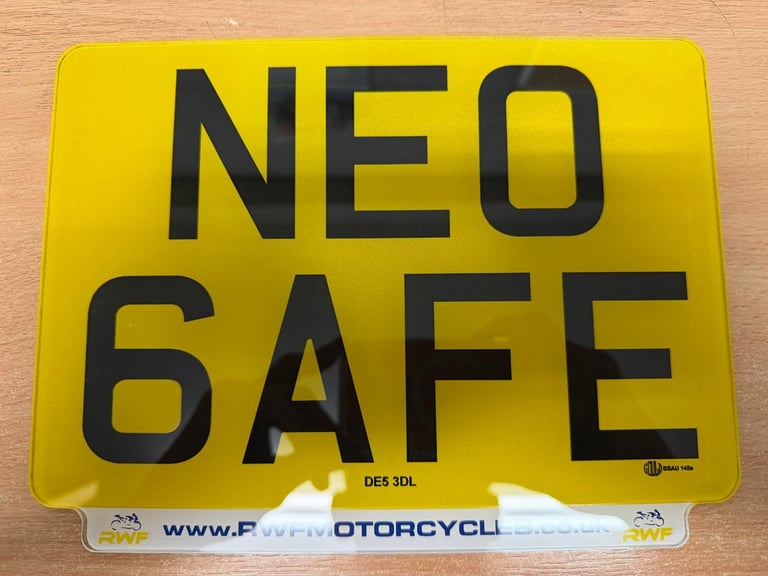 NEO
6AFE
BSAU 145e
DE5 3DL
RWF www.RWFMOTORCYCLES.co.uk RWF